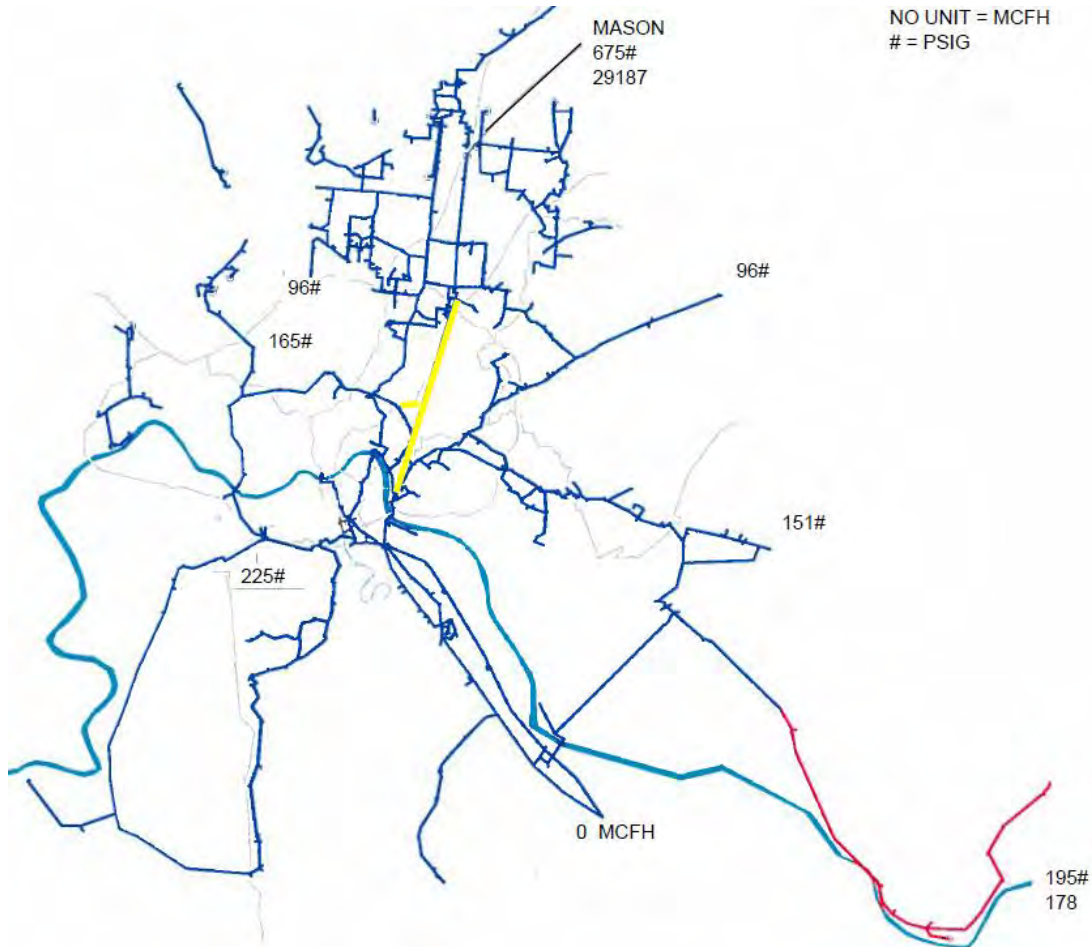 NO UNIT = MCFH
# = PSIG
MASON
675#
29187
96#
96#
165#
151#
225#
0 MCFH
195#
178